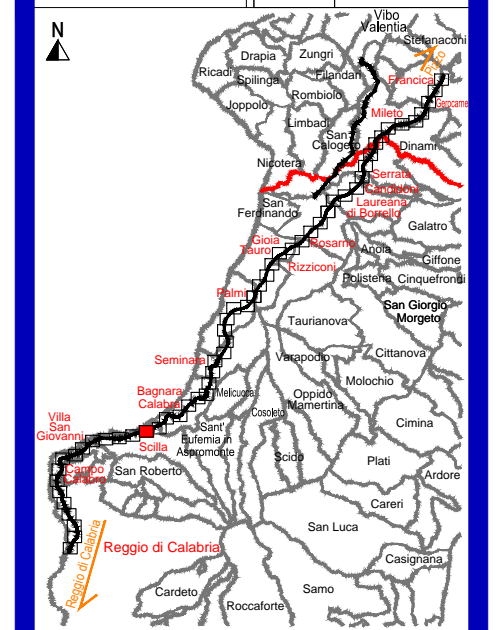 N
Vibo
Valentia
Stefanaconi
Drapia
Zungri
Pizzo
Ricadi
Spilinga
Filandari
Francica
Joppolo
Rombiolo
Gerocarne
Mileto
Limbadi
San
Calogero
Dinami
Nicotera
Serrata
Candidoni
San
Ferdinando
Laureana
di Borrello
Galatro
Gioia
Tauro
Rosarno
Anoia
Giffone
Rizziconi
Polistena
Cinquefrondi
Palmi
San Giorgio
Morgeto
Taurianova
Seminara
Varapodio
Cittanova
Molochio
Bagnara
Calabra
Melicucca
Oppido
Mamertina
Cosoleto
Villa
San
Giovanni
Sant'
Eufemia in
Aspromonte
Cimina
Scilla
Scido
Plati
Campo
Calabro
San Roberto
Ardore
Careri
San Luca
Reggio di Calabria
Reggio di Calabria
Casignana
Cardeto
Samo
Roccaforte